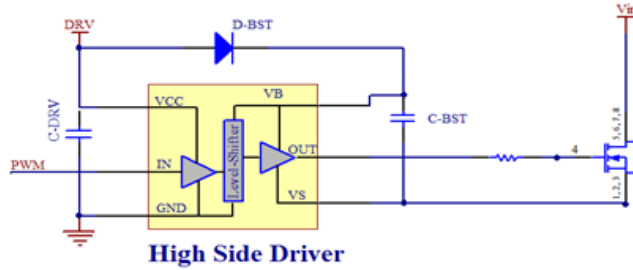 DRV
D-BST
Vin
VCC
VB
C-DRV
Level-Shifter
OUT
C-BST
5,6,7,8
4
PWM
IN
VS
1,2,3
GND
High Side Driver